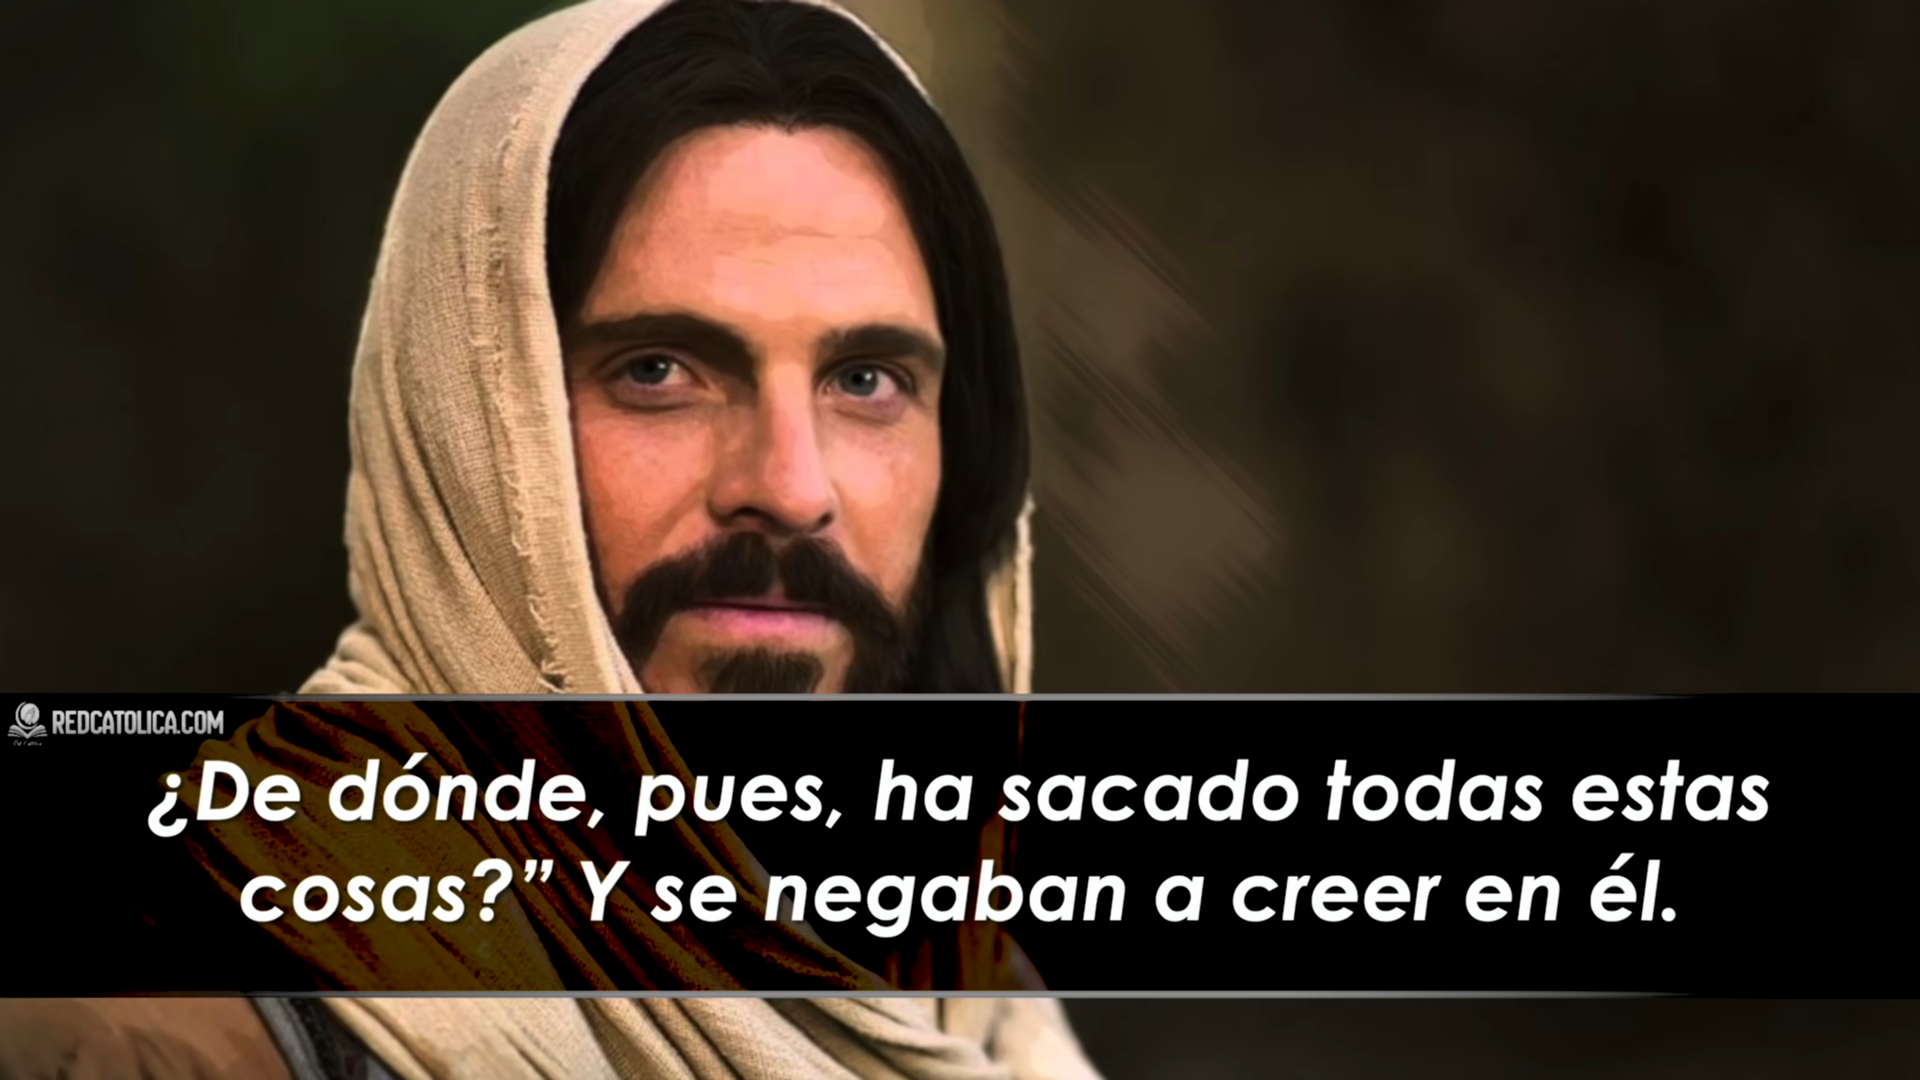 REDCATOLICA.COM
¿De dónde, pues, ha sacado todas estas
cosas?” Y se negaban a creer en él.